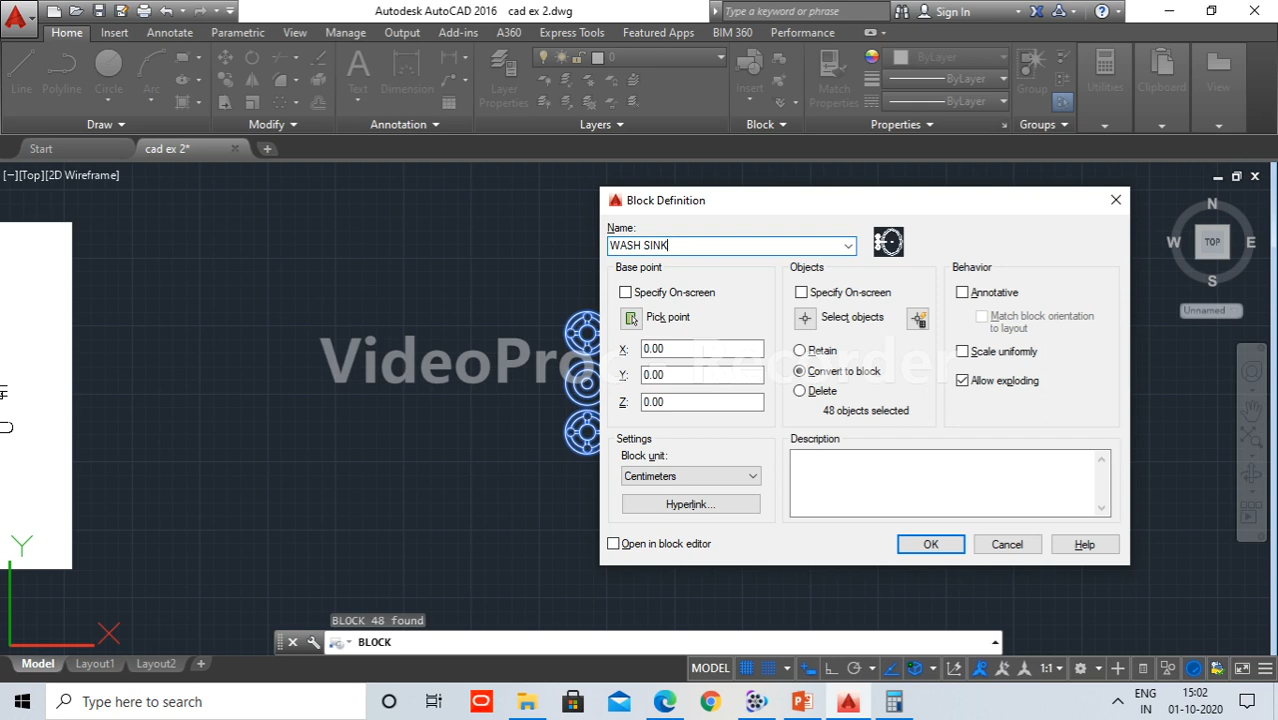 Autodesk AutoCAD 2016 cad ex 2.dwg
Type a keyword or phrase
Sign In
Home Insert Annotate Parametric View Manage Output Add-ins A360 Express Tools Featured Apps BIM 360 Performance
Line Polyline Circle Arc
Text Dimension
Layer Properties
0
Insert
Match Properties
ByLayer
ByLayer
ByLayer
Group
Utilities
Clipboard
View
Draw Modify Annotation Layers Block Properties Groups
Start cad ex 2*
[−][Top][2D Wireframe]
Block Definition
Name:
WASH SINK
Base point
Specify On-screen
Pick point
X: 0.00
Y: 0.00
Z: 0.00
Objects
Specify On-screen
Select objects
Retain
Convert to block
Delete
48 objects selected
Behavior
Annotative
Match block orientation
to layout
Scale uniformly
Allow exploding
Settings
Block unit:
Centimeters
Hyperlink...
Description
Open in block editor
OK Cancel Help
N
W TOP E
S
Unnamed
VideoProc Recorder
Y
X
BLOCK 48 found
BLOCK
Model Layout1 Layout2
MODEL
1:1
Type here to search
ENG
IN
15:02
01-10-2020